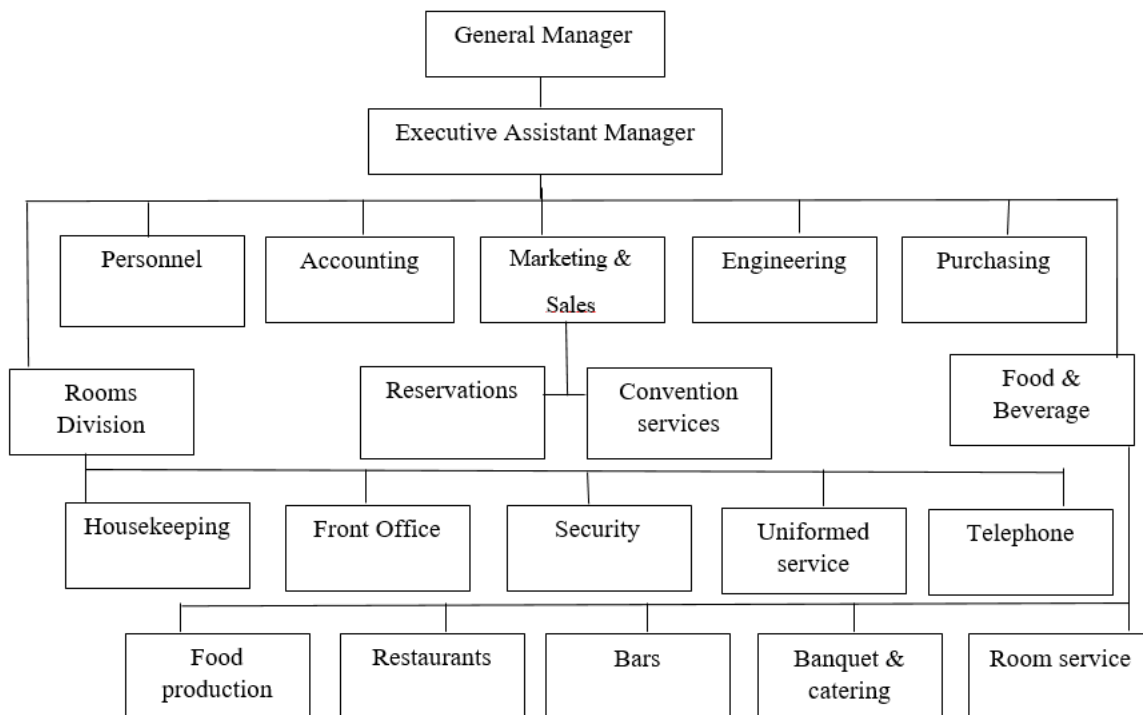 General Manager
Executive Assistant Manager
Personnel
Accounting
Marketing &
Sales
Engineering
Purchasing
Rooms
Division
Reservations
Convention
services
Food &
Beverage
Housekeeping
Front Office
Security
Uniformed
service
Telephone
Food
production
Restaurants
Bars
Banquet &
catering
Room service